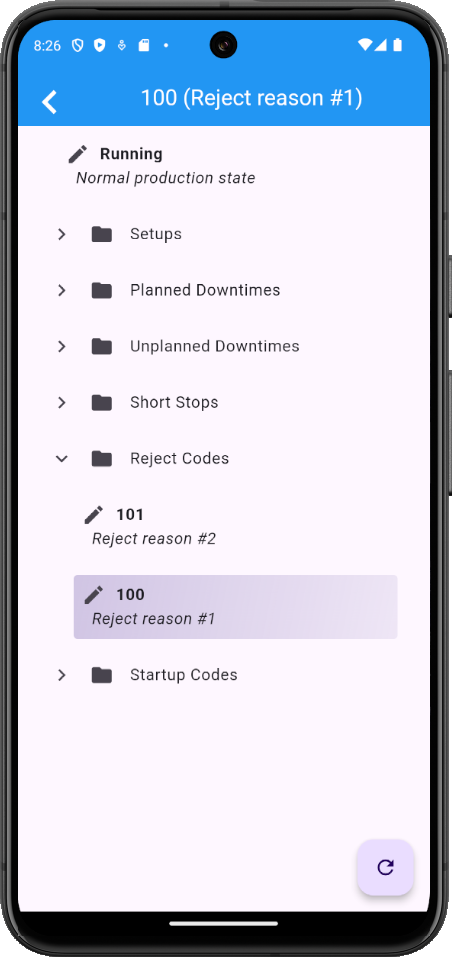 8:26
100 (Reject reason #1)
Running
Normal production state
Setups
Planned Downtimes
Unplanned Downtimes
Short Stops
Reject Codes
101
Reject reason #2
100
Reject reason #1
Startup Codes